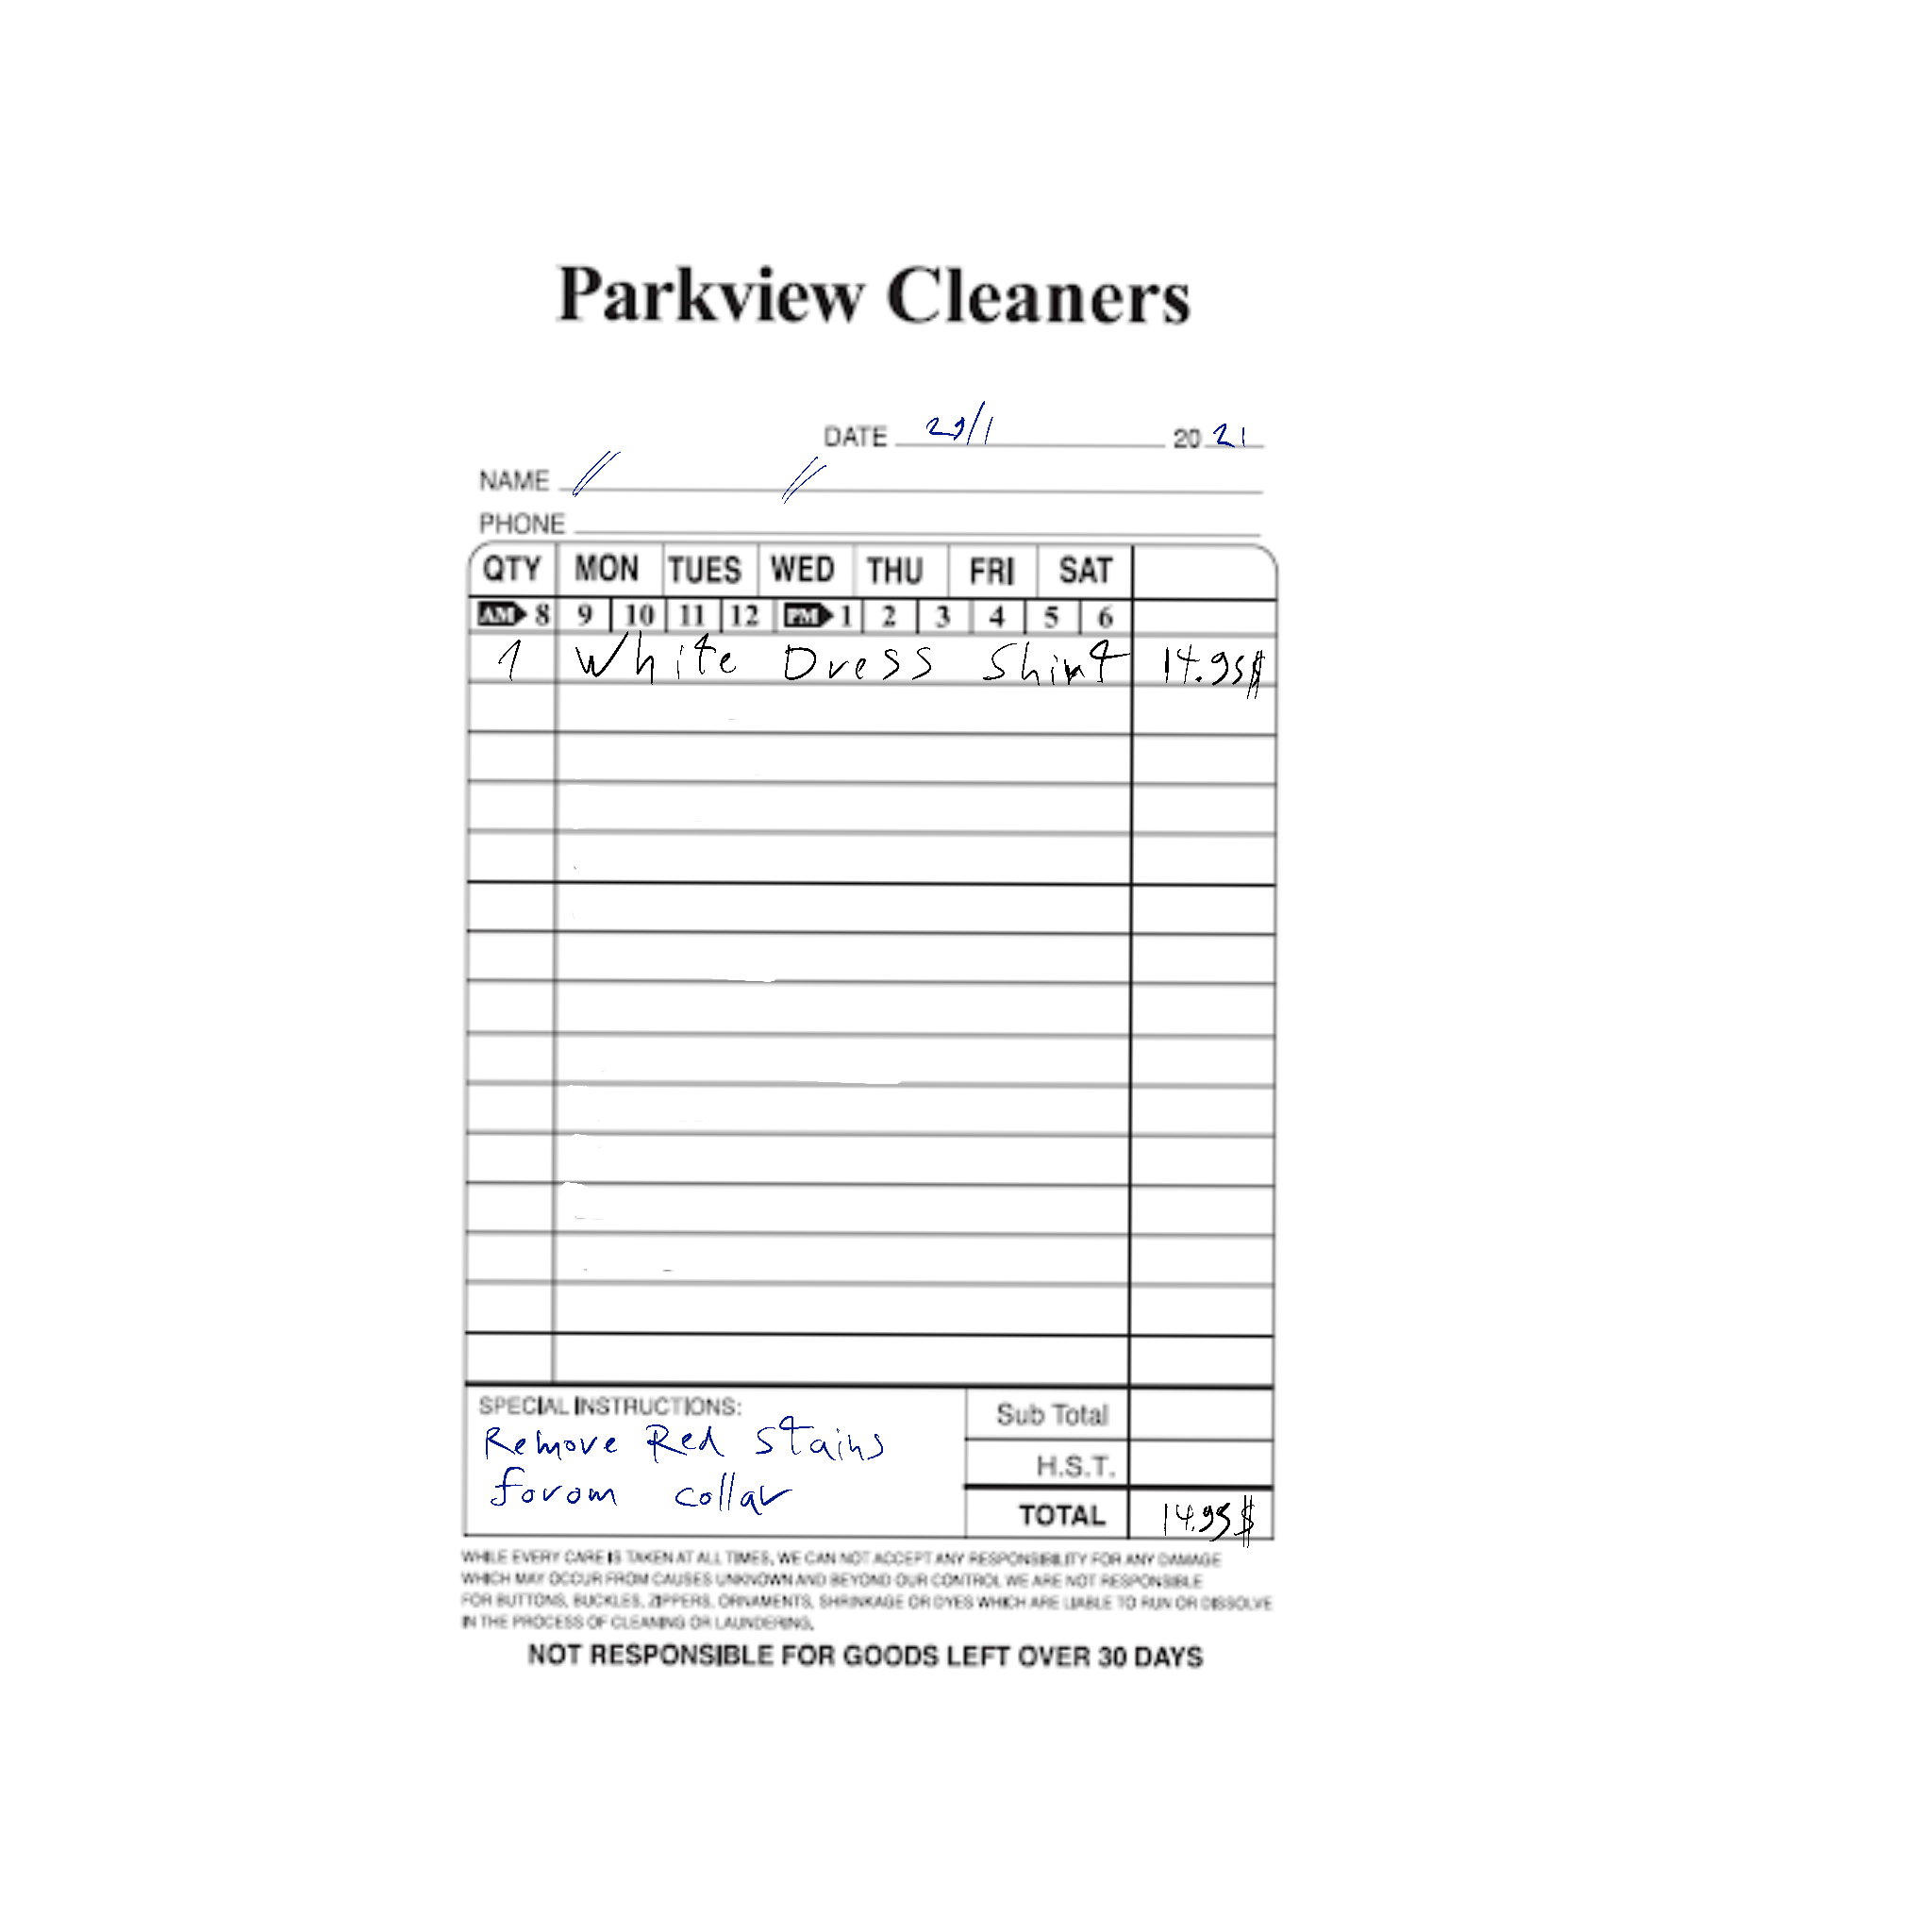 Parkview Cleaners
DATE 29/1 20 21
NAME // //
PHONE
QTY MON TUES WED THU FRI SAT
AM 8 9 10 11 12 PM 1 2 3 4 5 6
1 White Dress Shirt 14.95$
SPECIAL INSTRUCTIONS:
Remove Red stains
forom collar
Sub Total
H.S.T.
TOTAL 14.95$
WHILE EVERY CARE IS TAKEN AT ALL TIMES, WE CAN NOT ACCEPT ANY RESPONSIBILITY FOR ANY DAMAGE
WHICH MAY OCCUR FROM CAUSES UNKNOWN AND BEYOND OUR CONTROL WE ARE NOT RESPONSIBLE
FOR BUTTONS, BUCKLES, ZIPPERS, ORNAMENTS, SHRINKAGE OR DYES WHICH ARE LIABLE TO RUN OR DISSOLVE
IN THE PROCESS OF CLEANING OR LAUNDERING.
NOT RESPONSIBLE FOR GOODS LEFT OVER 30 DAYS